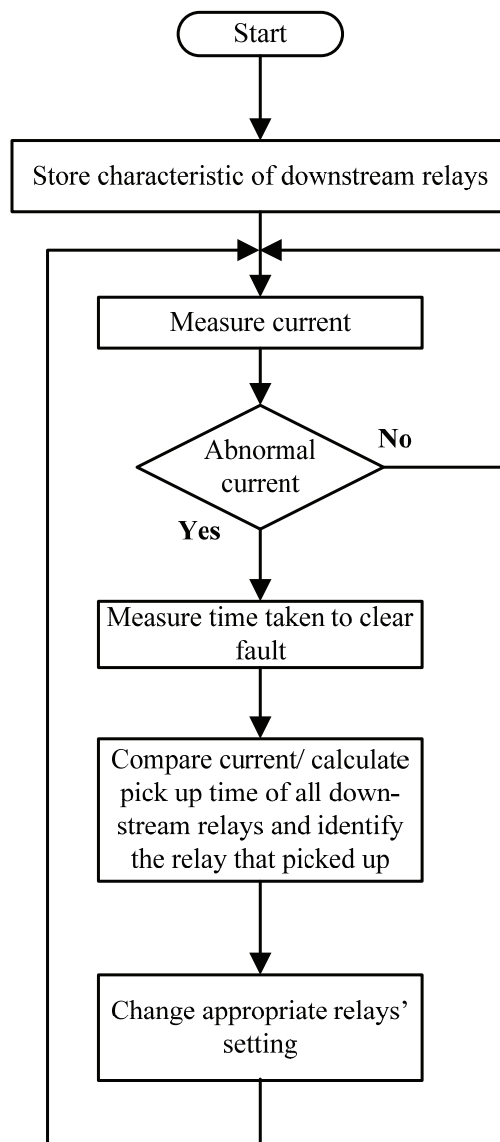 Start
Store characteristic of downstream relays
Measure current
Abnormal
current
No
Yes
Measure time taken to clear
fault
Compare current/ calculate
pick up time of all down-
stream relays and identify
the relay that picked up
Change appropriate relays’
setting